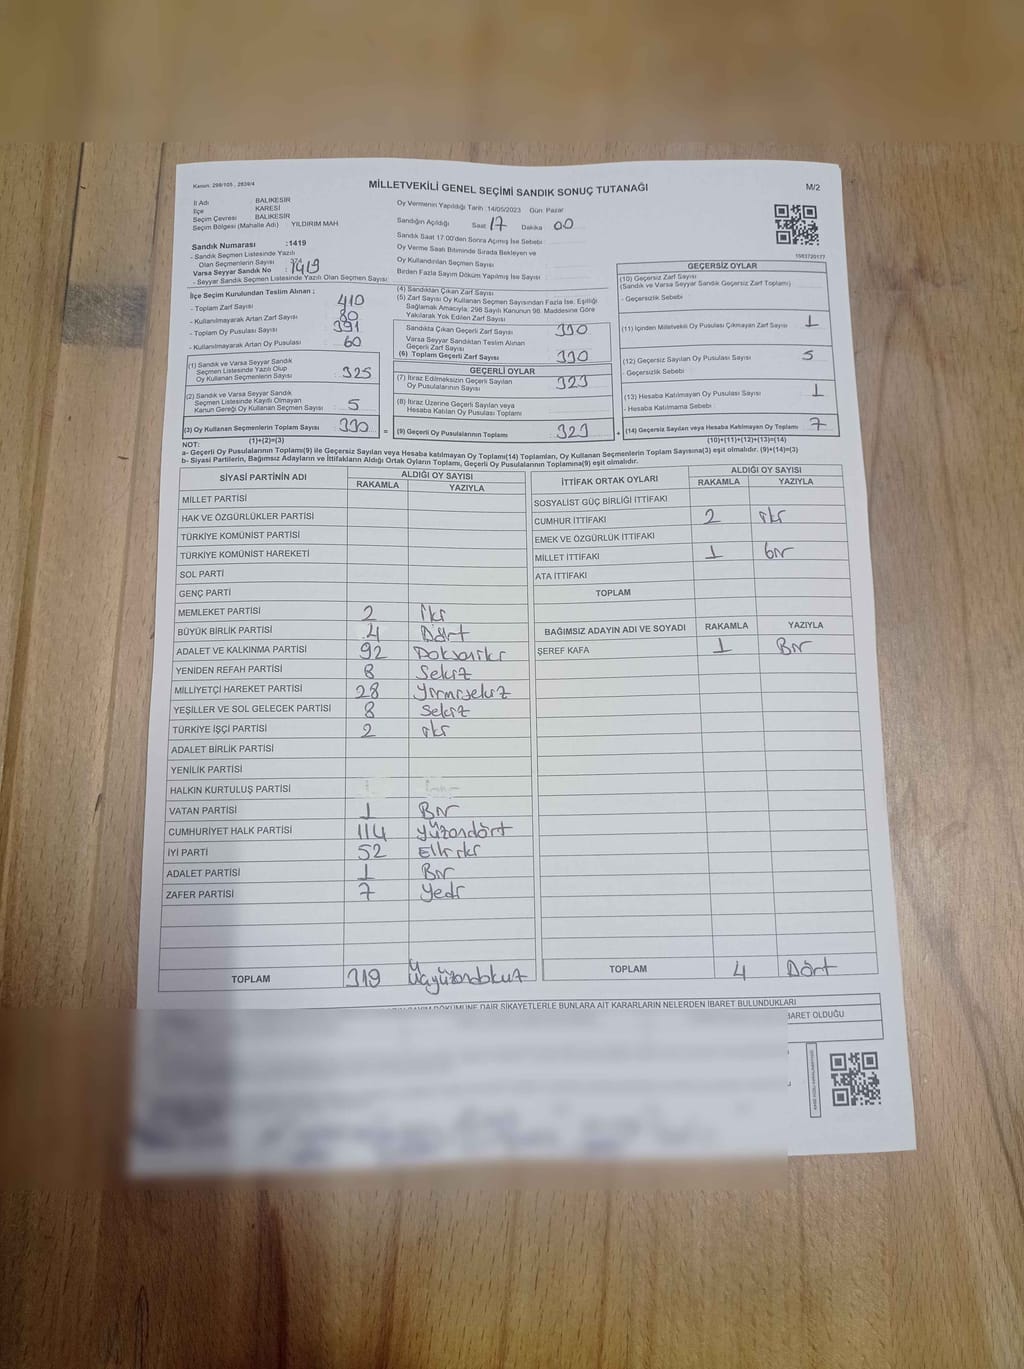 Kanun: 298/105 , 2839/4
MİLLETVEKİLİ GENEL SEÇİMİ SANDIK SONUÇ TUTANAĞI
M/2
İl Adı BALIKESİR
İlçe KARESİ
Seçim Çevresi BALIKESİR
Seçim Bölgesi (Mahalle Adı) : YILDIRIM MAH.
Oy Vermenin Yapıldığı Tarih :14/05/2023 Gün: Pazar
Sandığın Açıldığı Saat 17 Dakika 00
Sandık Saat 17.00'den Sonra Açılmış İse Sebebi
Oy Verme Saati Bitiminde Sırada Bekleyen ve
Oy Kullandırılan Seçmen Sayısı
Birden Fazla Sayım Döküm Yapılmış İse Sayısı
Sandık Numarası :1419
- Sandık Seçmen Listesinde Yazılı
Olan Seçmenlerin Sayısı : 374
Varsa Seyyar Sandık No : 1419
- Seyyar Sandık Seçmen Listesinde Yazılı Olan Seçmen Sayısı
İlçe Seçim Kurulundan Teslim Alınan ;
- Toplam Zarf Sayısı 410
- Kullanılmayarak Artan Zarf Sayısı 80
- Toplam Oy Pusulası Sayısı 391
- Kullanılmayarak Artan Oy Pusulası 60
(1) Sandık ve Varsa Seyyar Sandık
Seçmen Listesinde Yazılı Olup
Oy Kullanan Seçmenlerin Sayısı 325
(2) Sandık ve Varsa Seyyar Sandık
Seçmen Listesinde Kayıtlı Olmayan
Kanun Gereği Oy Kullanan Seçmen Sayısı 5
(3) Oy Kullanan Seçmenlerin Toplam Sayısı 330 =
(4) Sandıktan Çıkan Zarf Sayısı
(5) Zarf Sayısı Oy Kullanan Seçmen Sayısından Fazla İse; Eşitliği
Sağlamak Amacıyla, 298 Sayılı Kanunun 98. Maddesine Göre
Yakılarak Yok Edilen Zarf Sayısı
Sandıkta Çıkan Geçerli Zarf Sayısı : 330
Varsa Seyyar Sandıktan Teslim Alınan
Geçerli Zarf Sayısı
(6) Toplam Geçerli Zarf Sayısı : 330
GEÇERLİ OYLAR
(7) İtiraz Edilmeksizin Geçerli Sayılan
Oy Pusulalarının Sayısı : 323
(8) İtiraz Üzerine Geçerli Sayılan veya
Hesaba Katılan Oy Pusulası Toplamı
(9) Geçerli Oy Pusulalarının Toplamı : 323 +
1583720177
GEÇERSİZ OYLAR
(10) Geçersiz Zarf Sayısı
(Sandık ve Varsa Seyyar Sandık Geçersiz Zarf Toplamı)
- Geçersizlik Sebebi
(11) İçinden Milletvekili Oy Pusulası Çıkmayan Zarf Sayısı 1
(12) Geçersiz Sayılan Oy Pusulası Sayısı 5
- Geçersizlik Sebebi
(13) Hesaba Katılmayan Oy Pusulası Sayısı 1
- Hesaba Katılmama Sebebi
(14) Geçersiz Sayılan veya Hesaba Katılmayan Oy Toplamı 7
NOT: (1)+(2)=(3)
(10)+(11)+(12)+(13)=(14)
a- Geçerli Oy Pusulalarının Toplamı(9) ile Geçersiz Sayılan veya Hesaba Katılmayan Oy Toplamı(14) Toplamları, Oy Kullanan Seçmenlerin Toplam Sayısına(3) eşit olmalıdır. (9)+(14)=(3)
b- Siyasi Partilerin, Bağımsız Adayların ve İttifakların Aldığı Ortak Oyların Toplamı, Geçerli Oy Pusulalarının Toplamına(9) eşit olmalıdır.
SİYASİ PARTİNİN ADI ALDIĞI OY SAYISI
RAKAMLA YAZIYLA
MİLLET PARTİSİ
HAK VE ÖZGÜRLÜKLER PARTİSİ
TÜRKİYE KOMÜNİST PARTİSİ
TÜRKİYE KOMÜNİST HAREKETİ
SOL PARTİ
GENÇ PARTİ
MEMLEKET PARTİSİ 2 iki
BÜYÜK BİRLİK PARTİSİ 4 Dört
ADALET VE KALKINMA PARTİSİ 92 Doksaniki
YENİDEN REFAH PARTİSİ 8 Sekiz
MİLLİYETÇİ HAREKET PARTİSİ 28 Yirmisekiz
YEŞİLLER VE SOL GELECEK PARTİSİ 8 Sekiz
TÜRKİYE İŞÇİ PARTİSİ 2 iki
ADALET BİRLİK PARTİSİ
YENİLİK PARTİSİ
HALKIN KURTULUŞ PARTİSİ
VATAN PARTİSİ 1 Bir
CUMHURİYET HALK PARTİSİ 114 Yüzondört
İYİ PARTİ 52 Elliiki
ADALET PARTİSİ 1 Bir
ZAFER PARTİSİ 7 Yedi
TOPLAM 319 Üçyüzondokuz
İTTİFAK ORTAK OYLARI ALDIĞI OY SAYISI
RAKAMLA YAZIYLA
SOSYALİST GÜÇ BİRLİĞİ İTTİFAKI
CUMHUR İTTİFAKI 2 iki
EMEK VE ÖZGÜRLÜK İTTİFAKI
MİLLET İTTİFAKI 1 bir
ATA İTTİFAKI
TOPLAM
BAĞIMSIZ ADAYIN ADI VE SOYADI RAKAMLA YAZIYLA
ŞEREF KAFA 1 Bir
TOPLAM 4 Dört
DÖKÜMÜNE DAİR ŞİKAYETLERLE BUNLARA AİT KARARLARIN NELERDEN İBARET BULUNDUKLARI
İBARET OLDUĞU